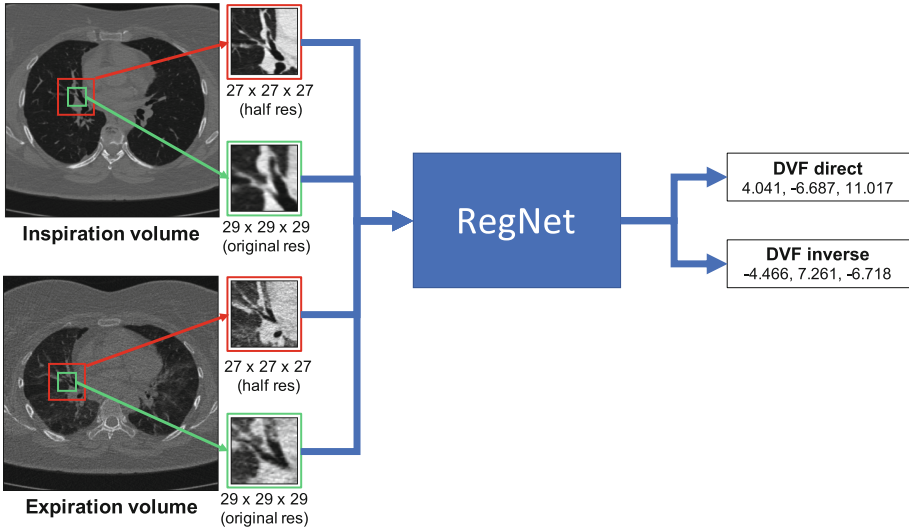 27 x 27 x 27
(half res)
29 x 29 x 29
(original res)
Inspiration volume
27 x 27 x 27
(half res)
29 x 29 x 29
(original res)
Expiration volume
RegNet
DVF direct
4.041, -6.687, 11.017
DVF inverse
-4.466, 7.261, -6.718